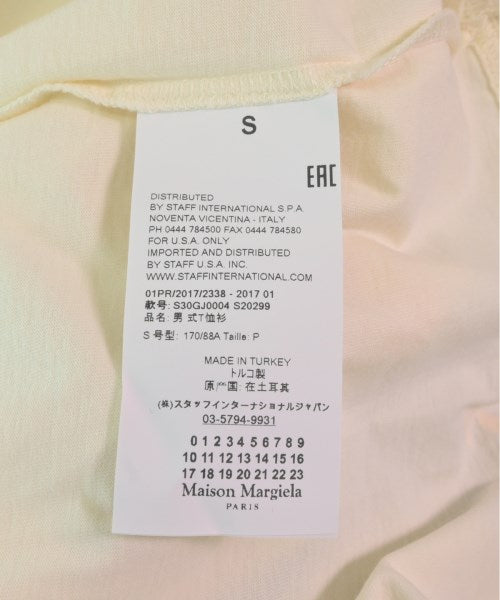 S
EAC
DISTRIBUTED
BY STAFF INTERNATIONAL S.P.A.
NOVENTA VICENTINA - ITALY
PH 0444 784500 FAX 0444 784580
FOR U.S.A. ONLY
IMPORTED AND DISTRIBUTED
BY STAFF U.S.A. INC.
WWW.STAFFINTERNATIONAL.COM
01PR/2017/2338 - 2017 01
款号: S30GJ0004 S20299
品名: 男 式T恤衫
S 号型: 170/88A Taille: P
MADE IN TURKEY
トルコ製
原产国: 在土耳其
(株)スタッフインターナショナルジャパン
03-5794-9931
0 1 2 3 4 5 6 7 8 9
10 11 12 13 14 15 16
17 18 19 20 21 22 23
Maison Margiela
PARIS